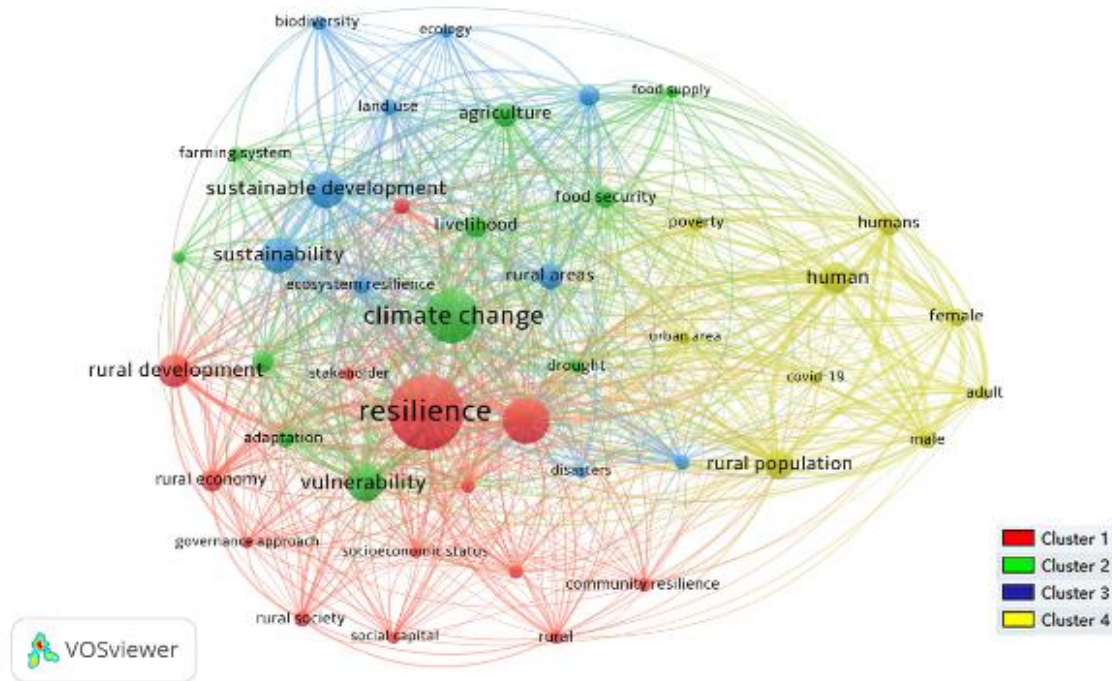 biodiversity
ecology
land use
agriculture
food supply
farming system
sustainable development
livelihood
food security
poverty
humans
sustainability
ecosystem resilience
rural areas
human
climate change
urban area
female
rural development
stakeholder
drought
covid-19
adult
resilience
adaptation
vulnerability
disasters
rural population
male
rural economy
governance approach
socioeconomic status
community resilience
rural society
social capital
rural
Cluster 1
Cluster 2
Cluster 3
Cluster 4
VOSviewer